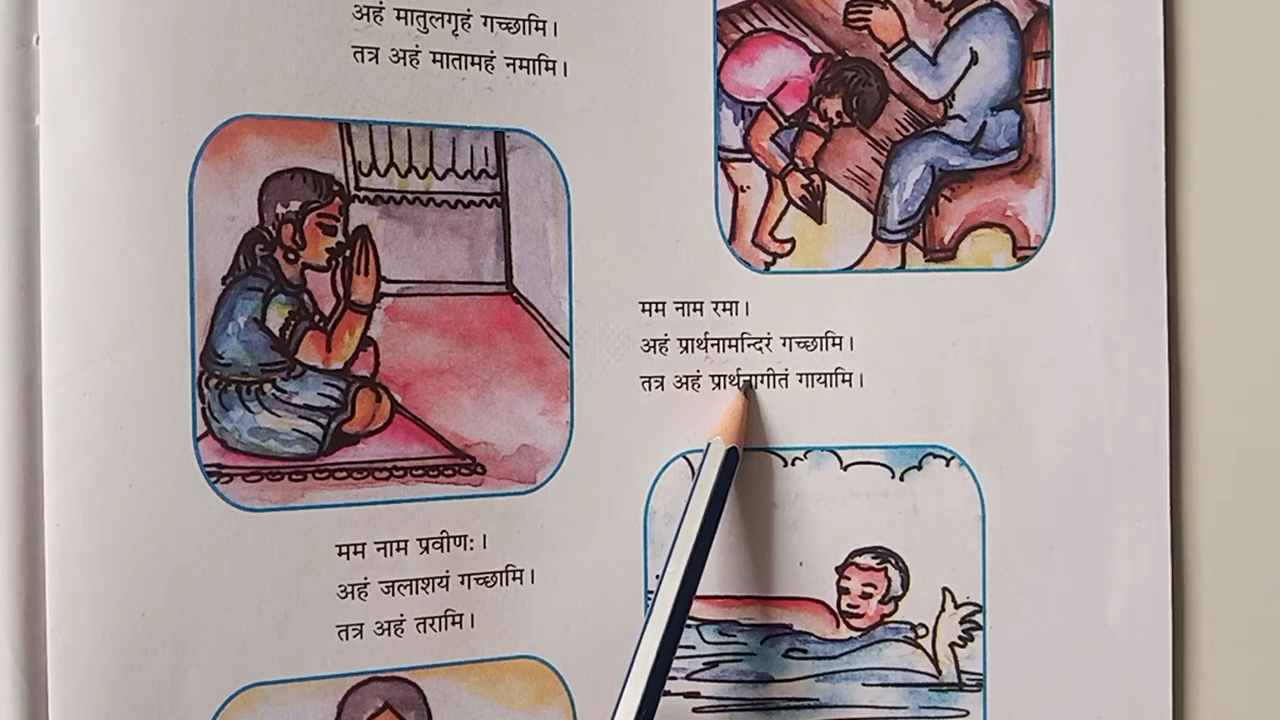 अहं मातुलगृहं गच्छामि।
तत्र अहं मातामहं नमामि।
मम नाम रमा।
अहं प्रार्थनामन्दिरं गच्छामि।
तत्र अहं प्रार्थनागीतं गायामि।
मम नाम प्रवीणः।
अहं जलाशयं गच्छामि।
तत्र अहं तरामि।